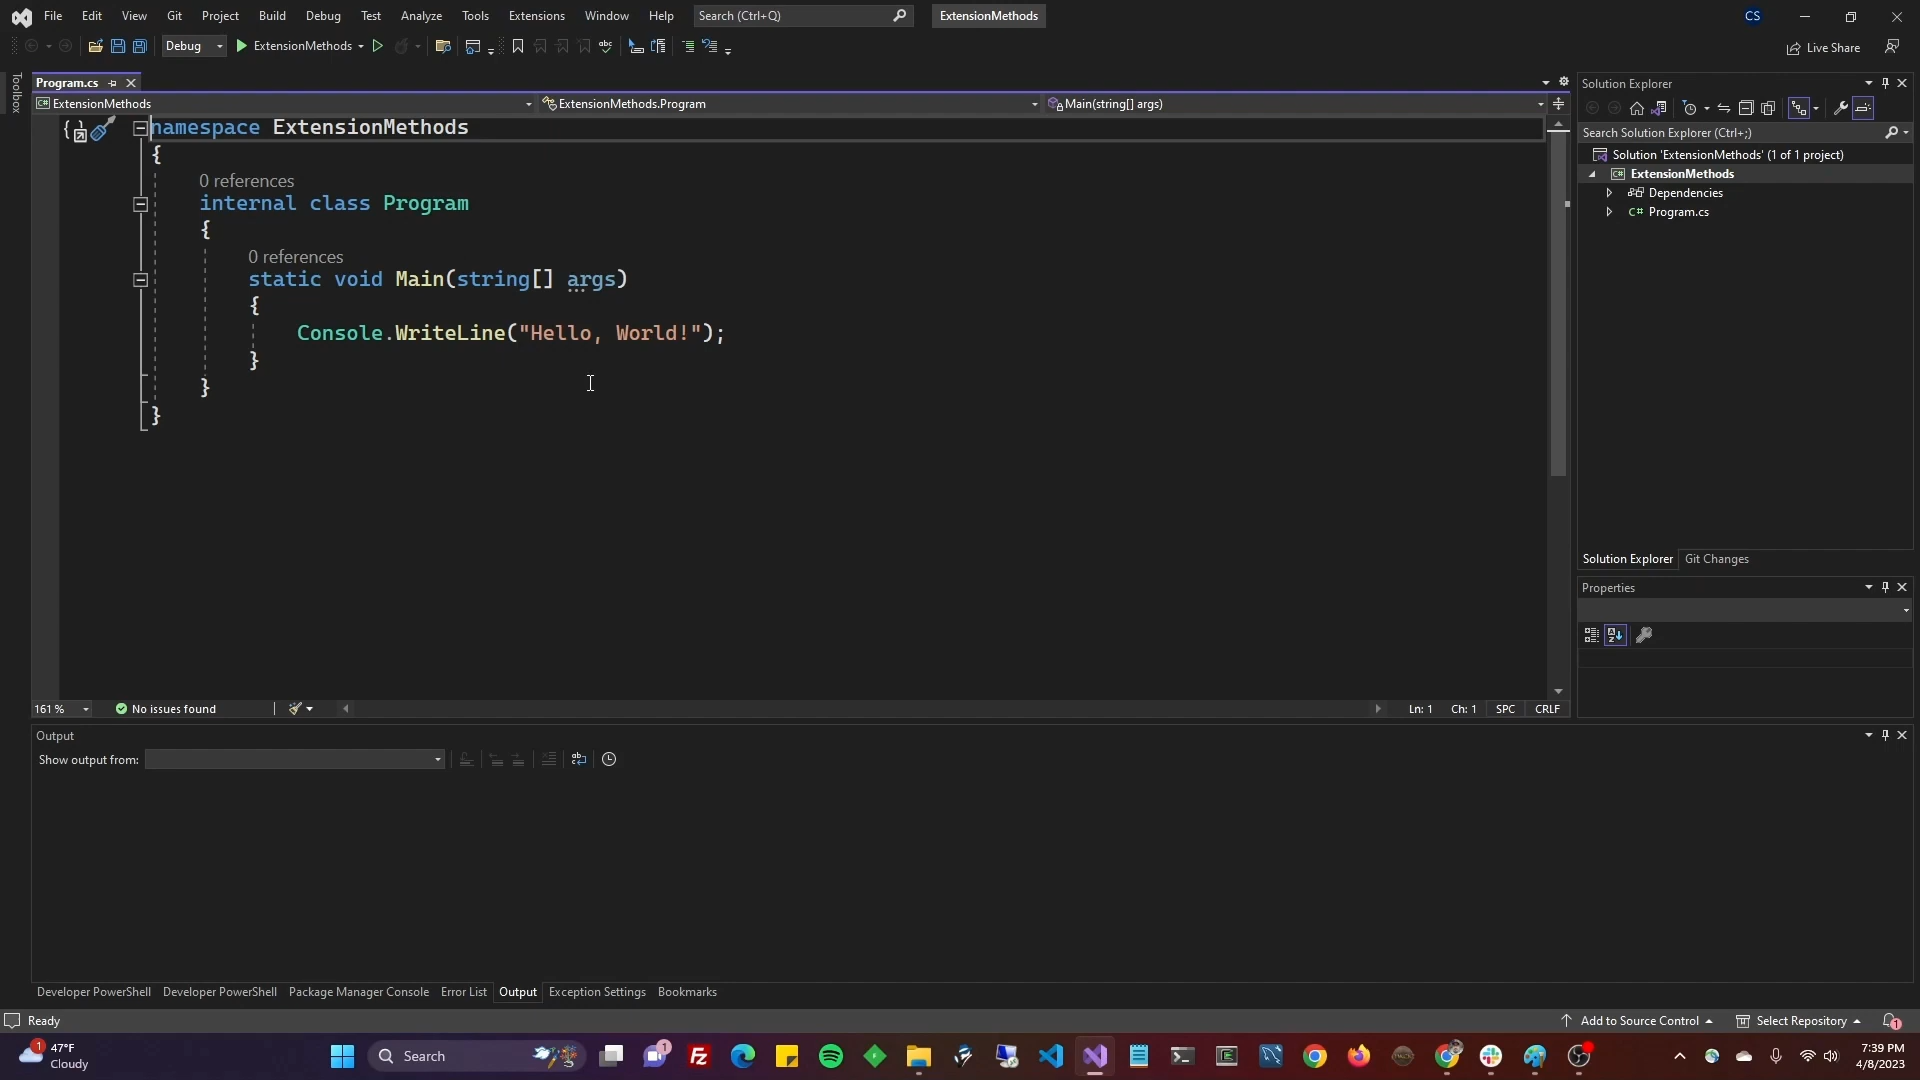 File Edit View Git Project Build Debug Test Analyze Tools Extensions Window Help Search (Ctrl+Q) ExtensionMethods CS
Debug ExtensionMethods Live Share
Toolbox
Program.cs
ExtensionMethods ExtensionMethods.Program Main(string[] args)
namespace ExtensionMethods
{
0 references
internal class Program
{
0 references
static void Main(string[] args)
{
Console.WriteLine("Hello, World!");
}
}
}
161 % No issues found Ln: 1 Ch: 1 SPC CRLF
Solution Explorer
Search Solution Explorer (Ctrl+;)
Solution 'ExtensionMethods' (1 of 1 project)
ExtensionMethods
Dependencies
C# Program.cs
Solution Explorer Git Changes
Properties
Output
Show output from:
Developer PowerShell Developer PowerShell Package Manager Console Error List Output Exception Settings Bookmarks
Ready Add to Source Control Select Repository 1
1 47°F
Cloudy
Search
1
7:39 PM
4/8/2023